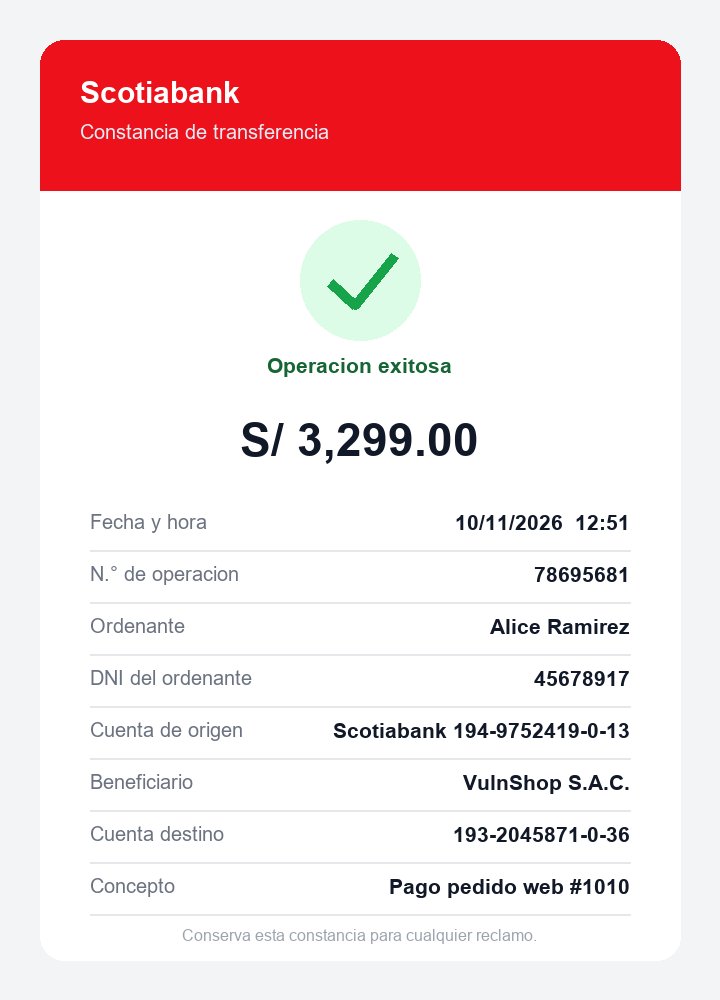 Scotiabank
Constancia de transferencia
Operacion exitosa
S/ 3,299.00
Fecha y hora 10/11/2026 12:51
N.° de operacion 78695681
Ordenante Alice Ramirez
DNI del ordenante 45678917
Cuenta de origen Scotiabank 194-9752419-0-13
Beneficiario VulnShop S.A.C.
Cuenta destino 193-2045871-0-36
Concepto Pago pedido web #1010
Conserva esta constancia para cualquier reclamo.